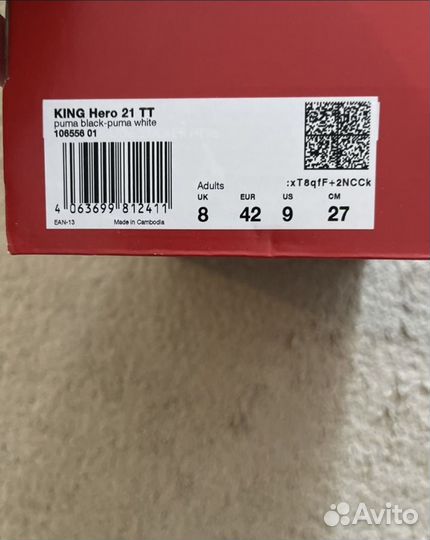 KING Hero 21 TT
puma black-puma white
106556 01
:xT8qfF+2NCCk
Adults
UK EUR US CM
8 42 9 27
4 063699 812411
EAN-13 Made in Cambodia
Avito